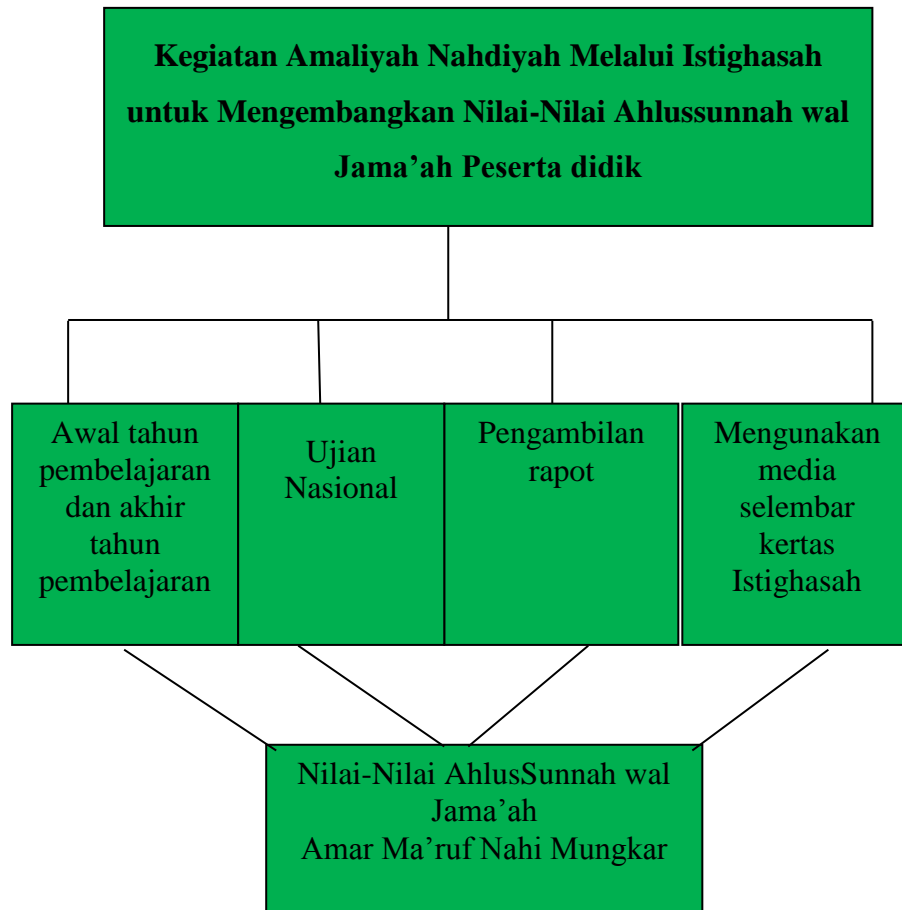 Kegiatan Amaliyah Nahdiyah Melalui Istighasah
untuk Mengembangkan Nilai-Nilai Ahlussunnah wal
Jama’ah Peserta didik
Awal tahun
pembelajaran
dan akhir
tahun
pembelajaran
Ujian
Nasional
Pengambilan
rapot
Mengunakan
media
selembar
kertas
Istighasah
Nilai-Nilai AhlusSunnah wal
Jama’ah
Amar Ma’ruf Nahi Mungkar